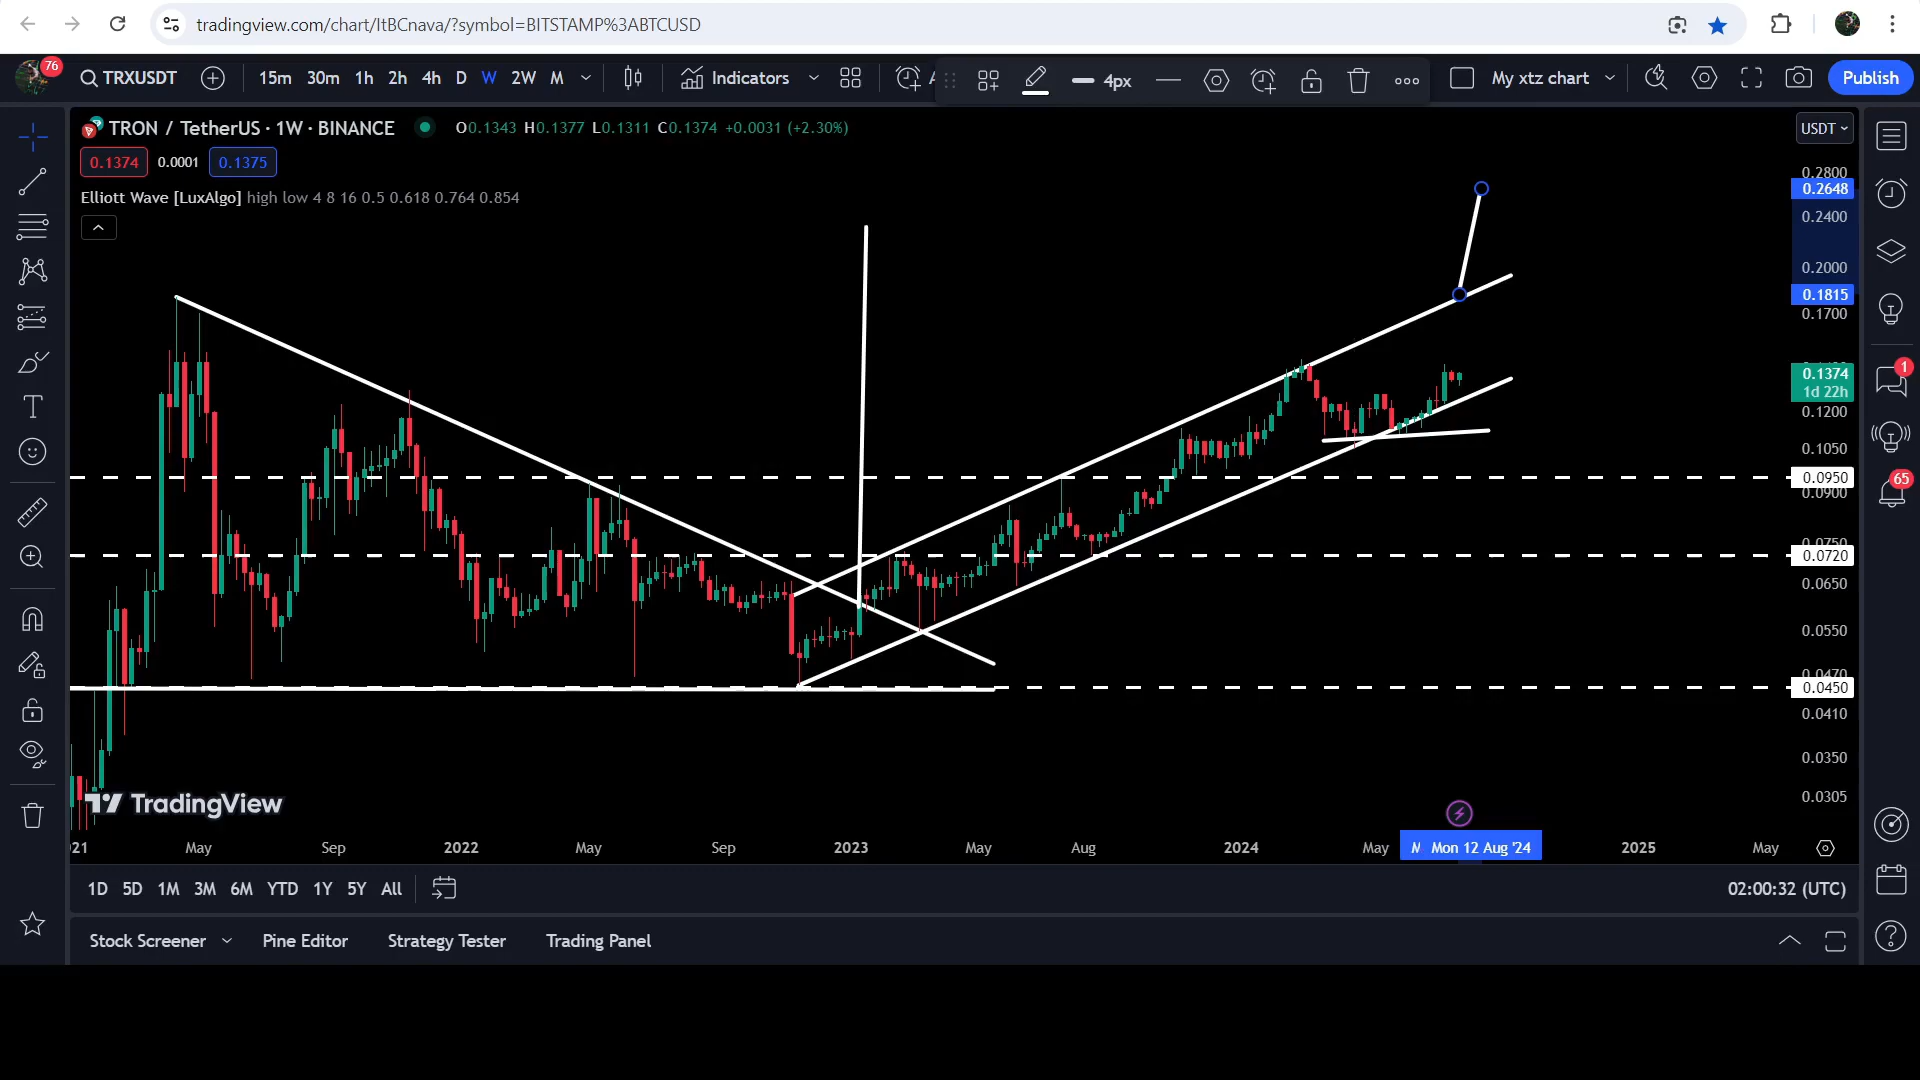 tradingview.com/chart/ItBCnava/?symbol=BITSTAMP%3ABTCUSD
76
TRXUSDT 15m 30m 1h 2h 4h D W 2W M Indicators 4px My xtz chart Publish
TRON / TetherUS · 1W · BINANCE O0.1343 H0.1377 L0.1311 C0.1374 +0.0031 (+2.30%)
USDT
0.1374 0.0001 0.1375
Elliott Wave [LuxAlgo] high low 4 8 16 0.5 0.618 0.764 0.854
0.2800
0.2648
0.2400
0.2000
0.1815
0.1700
0.1374
1d 22h
0.1200
0.1050
0.0950
0.0900
0.0720
0.0650
0.0550
0.0450
0.0410
0.0350
0.0305
1
65
TradingView
May Sep 2022 May Sep 2023 May Aug 2024 May Mon 12 Aug '24 2025 May
1D 5D 1M 3M 6M YTD 1Y 5Y All 02:00:32 (UTC)
Stock Screener Pine Editor Strategy Tester Trading Panel